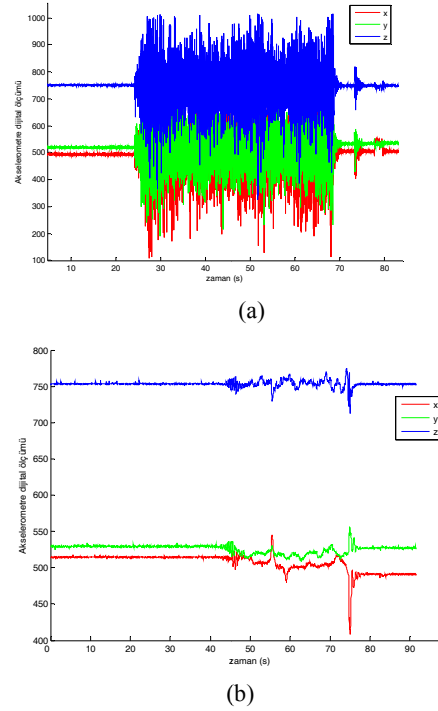 1100
1000
900
800
700
600
500
400
300
200
100
Akselerometre dijital ölçümü
x
y
z
10 20 30 40 50 60 70 80
zaman (s)
(a)
800
750
700
650
600
550
500
450
400
Akselerometre dijital ölçümü
x
y
z
0 10 20 30 40 50 60 70 80 90
zaman (s)
(b)